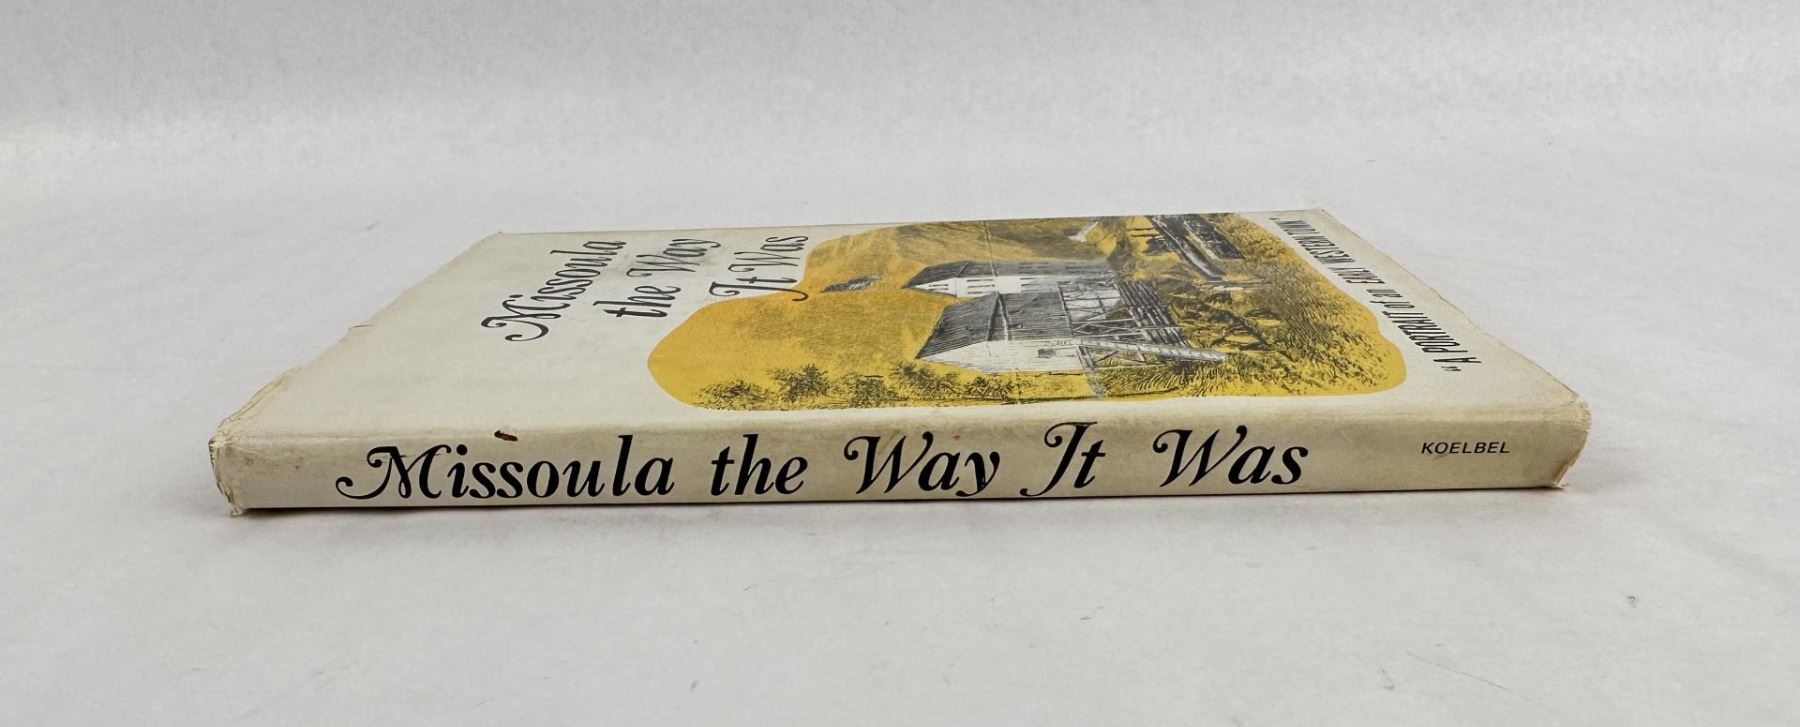 Missoula
the Way
It Was
"A PORTRAIT of an EARLY WESTERN TOWN"
Missoula the Way It Was
KOELBEL